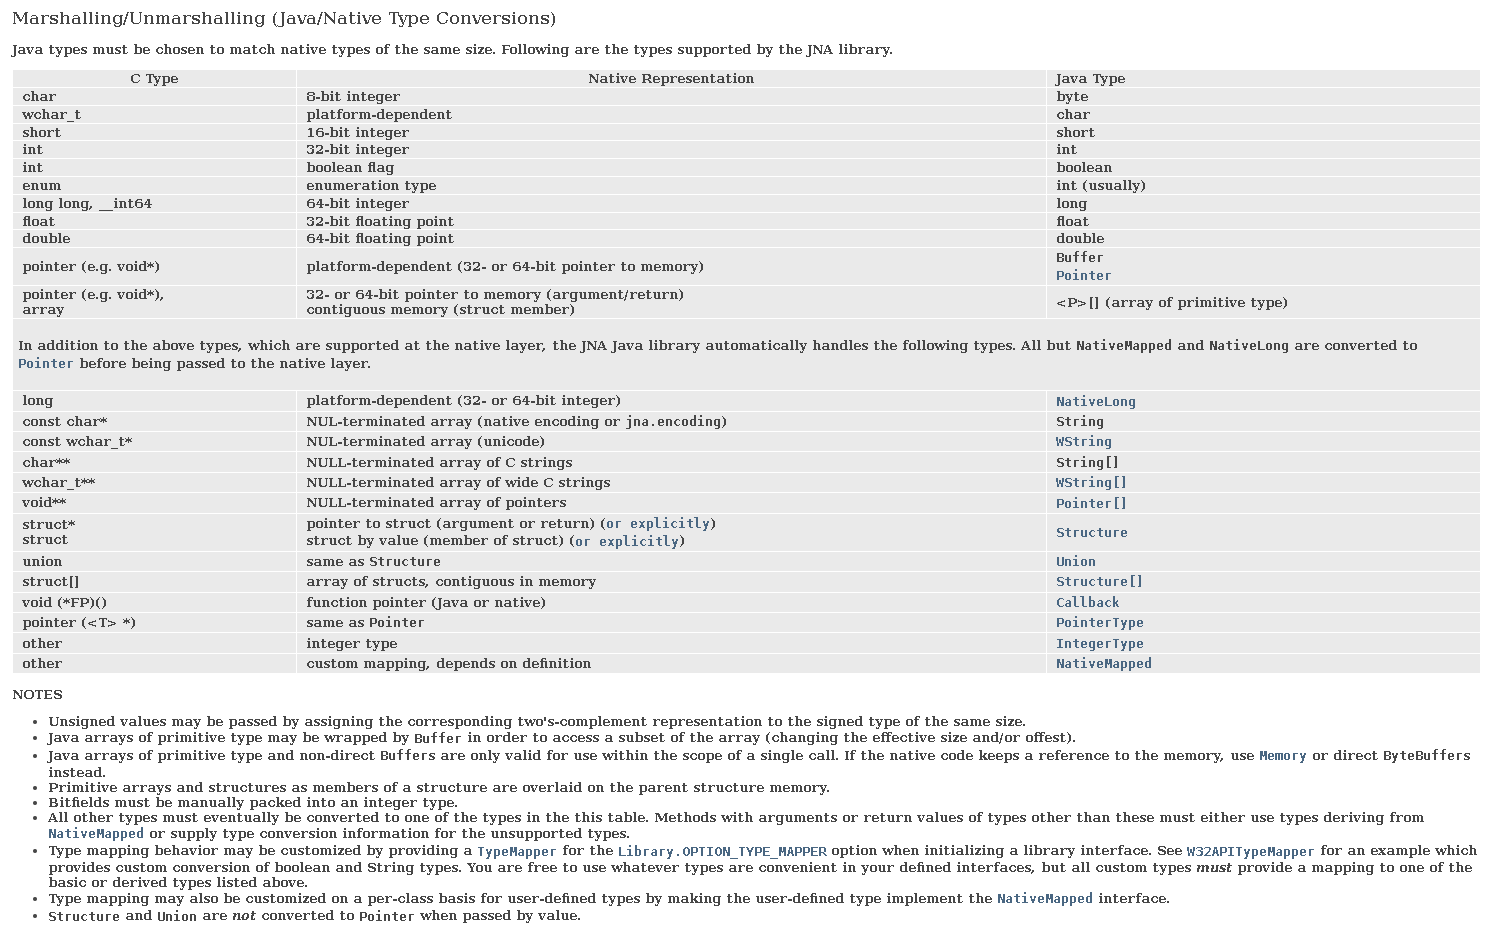 Marshalling/Unmarshalling (Java/Native Type Conversions)
Java types must be chosen to match native types of the same size. Following are the types supported by the JNA library.
C Type Native Representation Java Type
char 8-bit integer byte
wchar_t platform-dependent char
short 16-bit integer short
int 32-bit integer int
int boolean flag boolean
enum enumeration type int (usually)
long long, __int64 64-bit integer long
float 32-bit floating point float
double 64-bit floating point double
pointer (e.g. void*) platform-dependent (32- or 64-bit pointer to memory) Buffer
Pointer
pointer (e.g. void*), 32- or 64-bit pointer to memory (argument/return) <P>[] (array of primitive type)
array contiguous memory (struct member)
In addition to the above types, which are supported at the native layer, the JNA Java library automatically handles the following types. All but NativeMapped and NativeLong are converted to
Pointer before being passed to the native layer.
long platform-dependent (32- or 64-bit integer) NativeLong
const char* NUL-terminated array (native encoding or jna.encoding) String
const wchar_t* NUL-terminated array (unicode) WString
char** NULL-terminated array of C strings String[]
wchar_t** NULL-terminated array of wide C strings WString[]
void** NULL-terminated array of pointers Pointer[]
struct* pointer to struct (argument or return) (or explicitly) Structure
struct struct by value (member of struct) (or explicitly)
union same as Structure Union
struct[] array of structs, contiguous in memory Structure[]
void (*FP)() function pointer (Java or native) Callback
pointer (<T> *) same as Pointer PointerType
other integer type IntegerType
other custom mapping, depends on definition NativeMapped
NOTES
• Unsigned values may be passed by assigning the corresponding two's-complement representation to the signed type of the same size.
• Java arrays of primitive type may be wrapped by Buffer in order to access a subset of the array (changing the effective size and/or offest).
• Java arrays of primitive type and non-direct Buffers are only valid for use within the scope of a single call. If the native code keeps a reference to the memory, use Memory or direct ByteBuffers
instead.
• Primitive arrays and structures as members of a structure are overlaid on the parent structure memory.
• Bitfields must be manually packed into an integer type.
• All other types must eventually be converted to one of the types in the this table. Methods with arguments or return values of types other than these must either use types deriving from
NativeMapped or supply type conversion information for the unsupported types.
• Type mapping behavior may be customized by providing a TypeMapper for the Library.OPTION_TYPE_MAPPER option when initializing a library interface. See W32APITypeMapper for an example which
provides custom conversion of boolean and String types. You are free to use whatever types are convenient in your defined interfaces, but all custom types must provide a mapping to one of the
basic or derived types listed above.
• Type mapping may also be customized on a per-class basis for user-defined types by making the user-defined type implement the NativeMapped interface.
• Structure and Union are not converted to Pointer when passed by value.